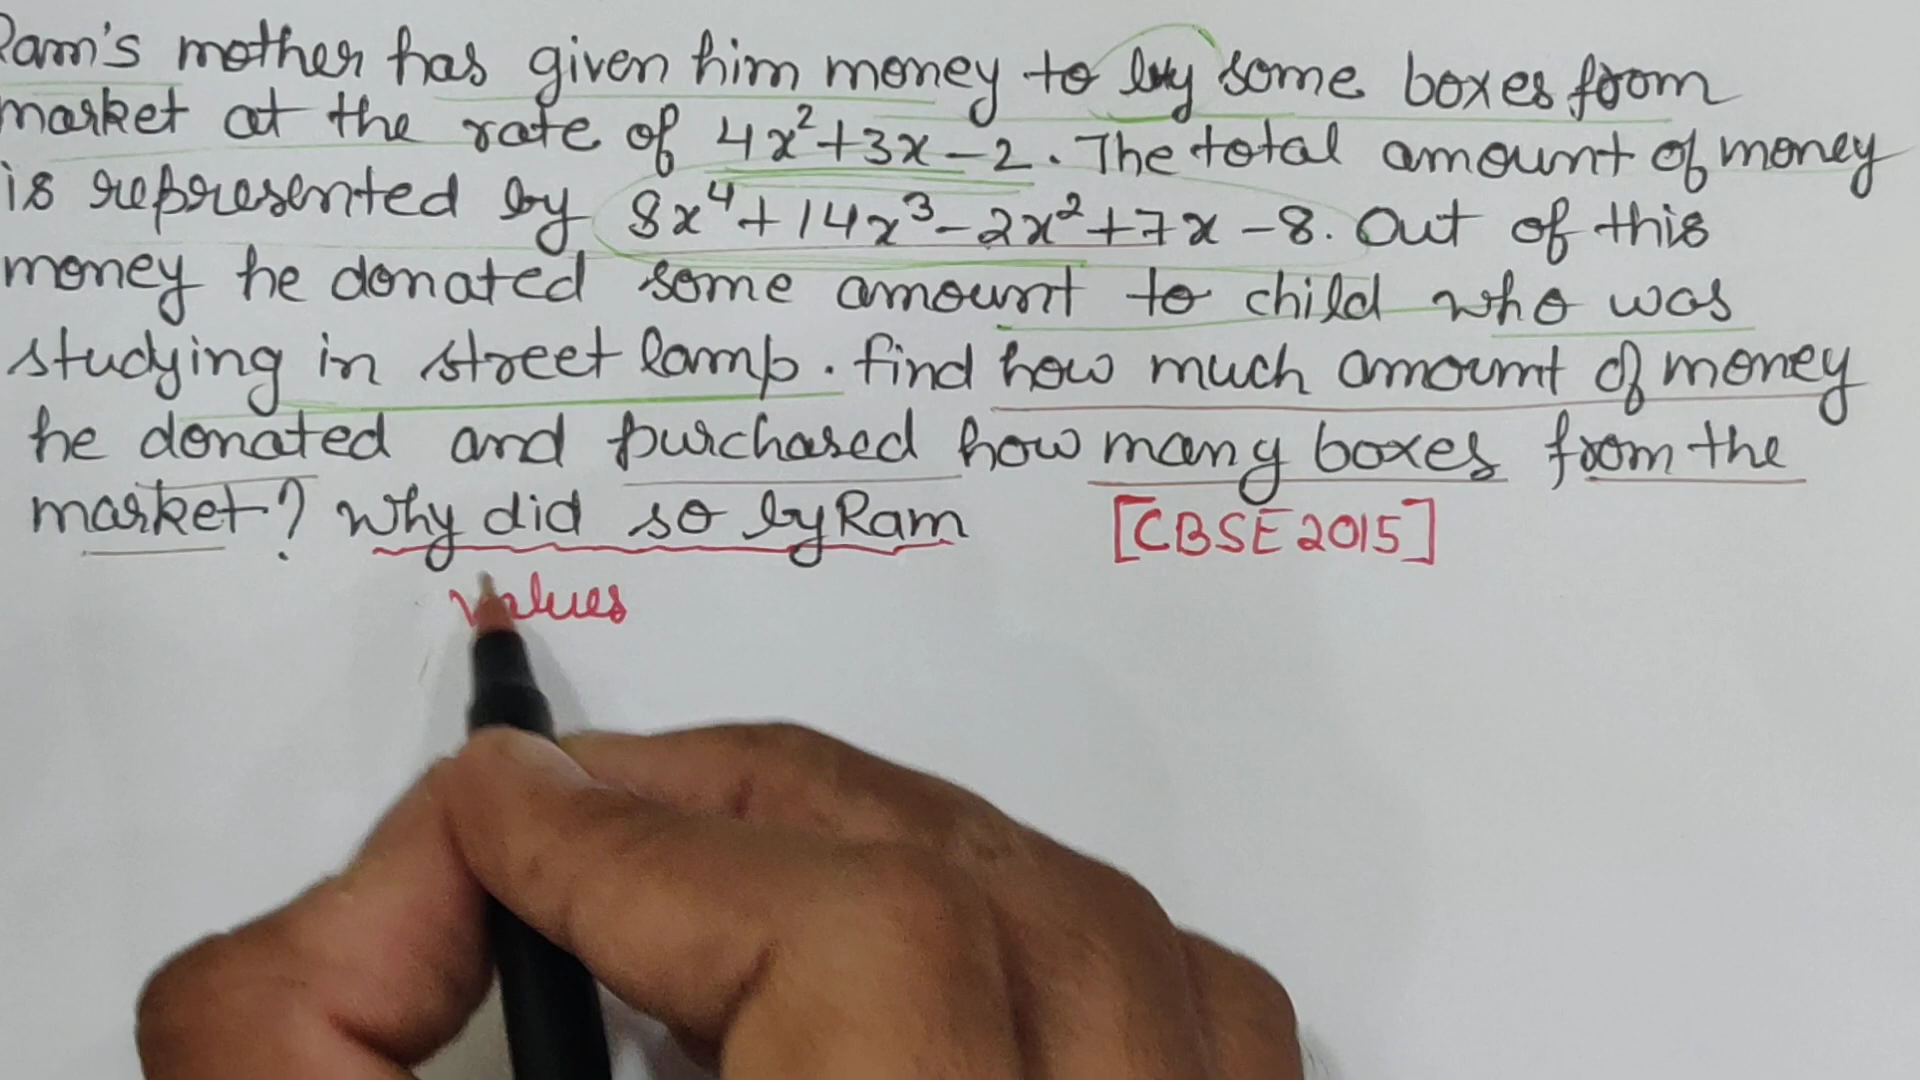 Ram's mother has given him money to buy some boxes from
market at the rate of 4x²+3x-2. The total amount of money
is represented by 8x⁴+14x³-2x²+7x-8. Out of this
money he donated some amount to child who was
studying in street lamp. find how much amount of money
he donated and purchased how many boxes from the
market? Why did so by Ram [CBSE 2015]
values